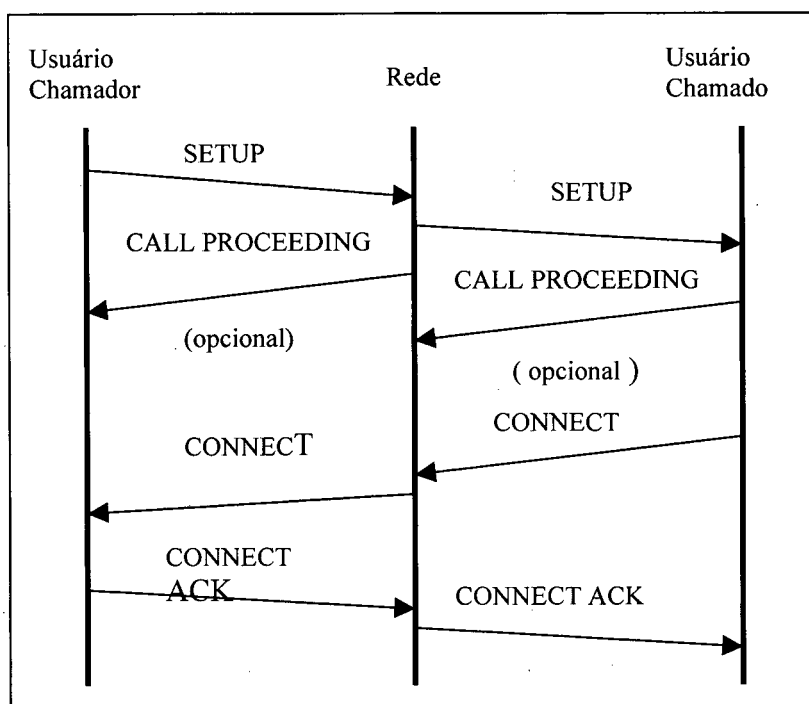 Usuário
Chamador
Rede
Usuário
Chamado
SETUP
SETUP
CALL PROCEEDING
CALL PROCEEDING
(opcional)
( opcional )
CONNECT
CONNECT
CONNECT
ACK
CONNECT ACK